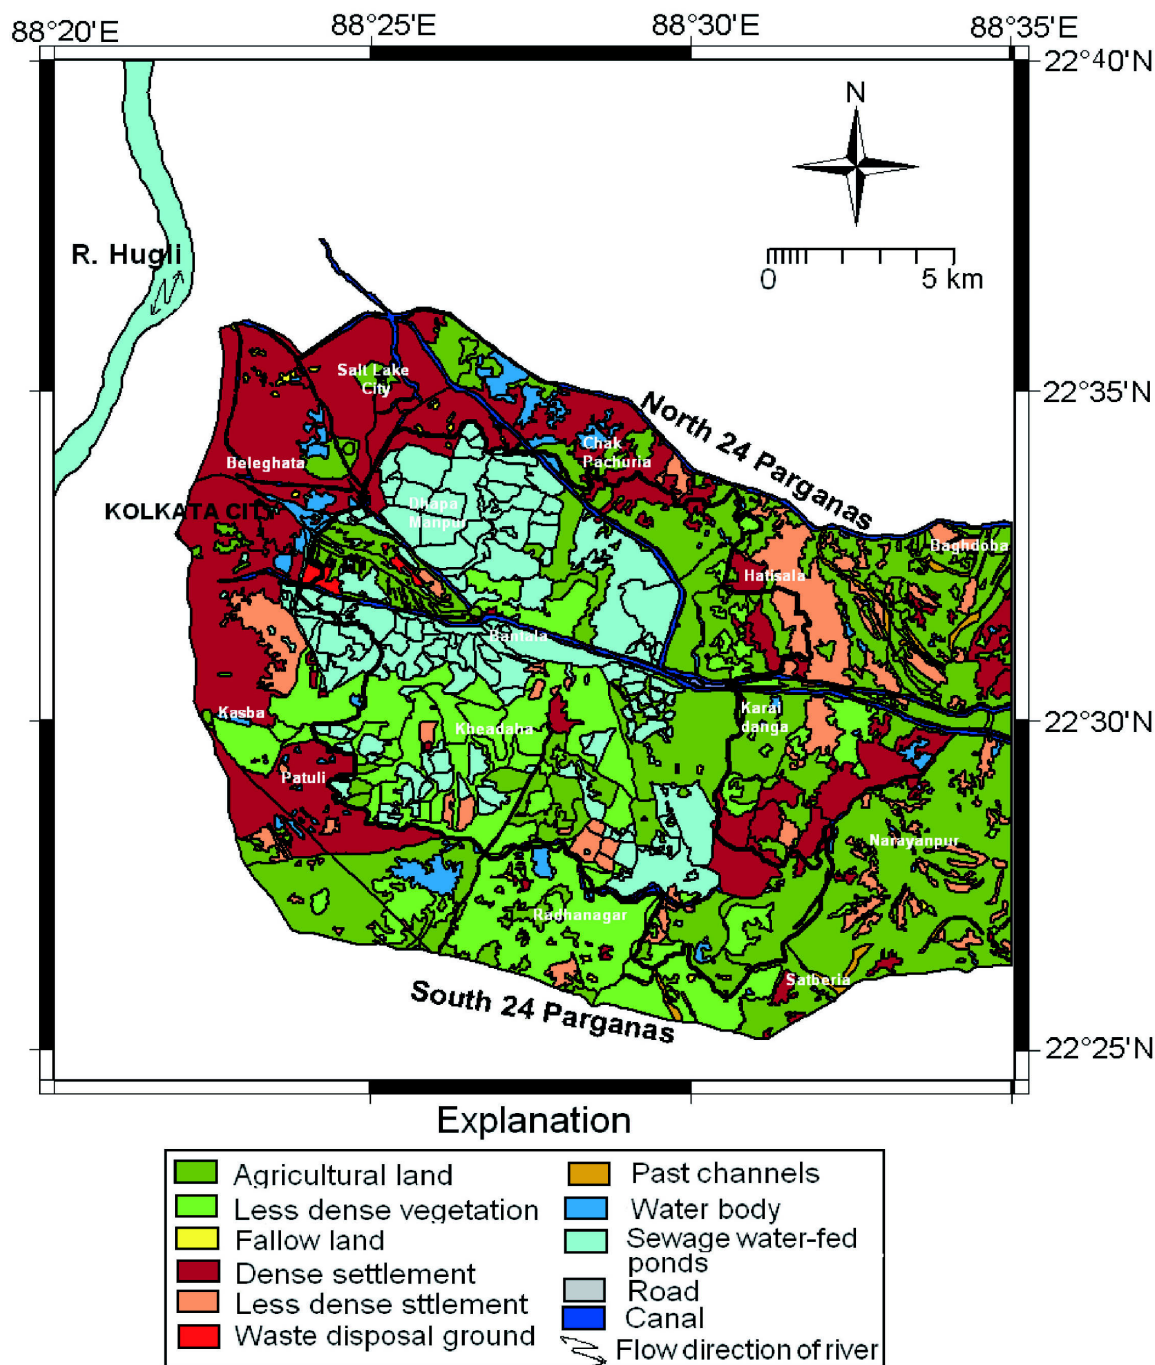 88°20'E
88°25'E
88°30'E
88°35'E
22°40'N
N
R. Hugli
0
5 km
Salt Lake
City
22°35'N
North 24 Parganas
Chak
Pachuria
Beleghata
Dhapa
Manpur
KOLKATA CITY
Baghdoba
Hatisala
Bantala
Kasba
Karai
danga
22°30'N
Kheadaha
Patuli
Narayanpur
Radhanagar
Satberia
South 24 Parganas
22°25'N
Explanation
Agricultural land
Less dense vegetation
Fallow land
Dense settlement
Less dense sttlement
Waste disposal ground
Past channels
Water body
Sewage water-fed
ponds
Road
Canal
Flow direction of river